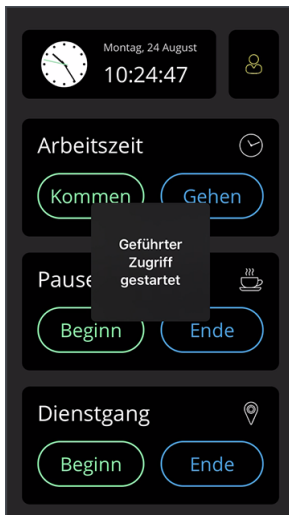 Montag, 24 August
10:24:47
Arbeitszeit
Kommen
Gehen
Geführter
Zugriff
gestartet
Pause
Beginn
Ende
Dienstgang
Beginn
Ende